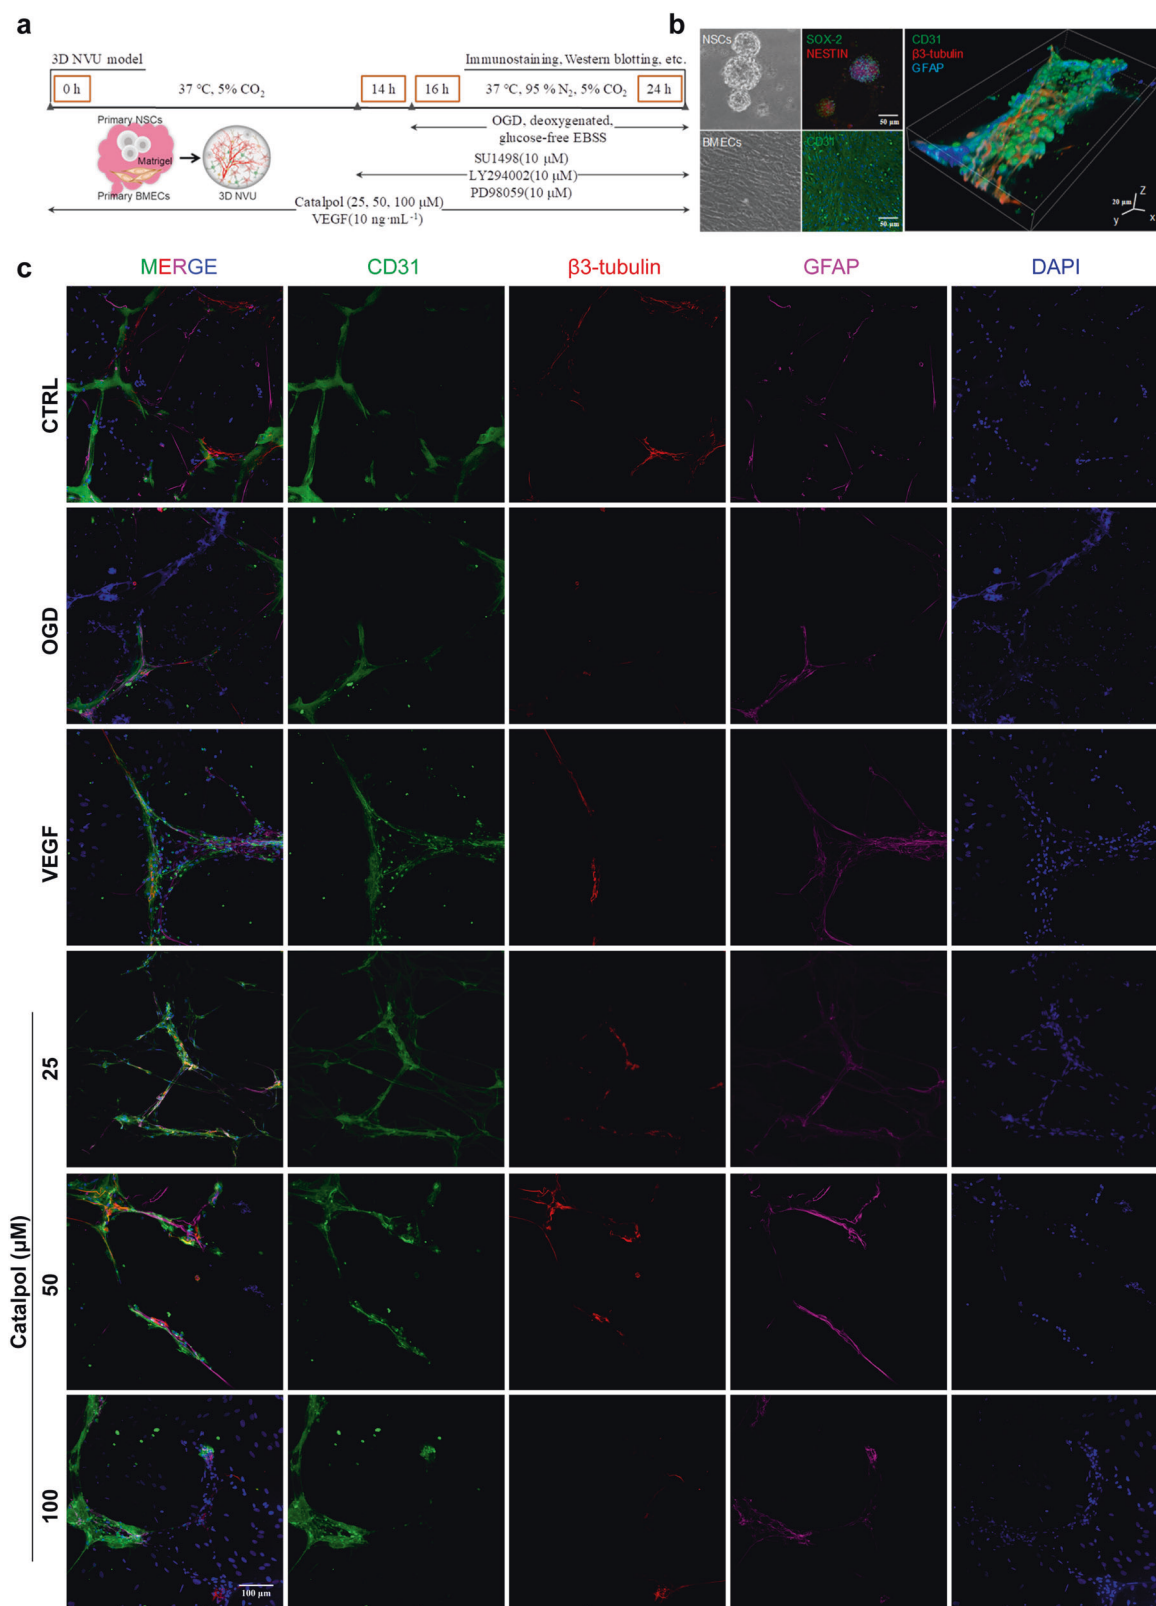 a
3D NVU model
Immunostaining, Western blotting, etc.
0 h
37 °C, 5% CO₂
14 h
16 h
37 °C, 95 % N₂, 5% CO₂
24 h
OGD, deoxygenated,
glucose-free EBSS
Primary NSCs
Matrigel
Primary BMECs
3D NVU
SU1498(10 μM)
LY294002(10 μM)
PD98059(10 μM)
Catalpol (25, 50, 100 μM)
VEGF(10 ng·mL⁻¹)
b
NSCs
SOX-2
NESTIN
50 μm
BMECs
CD31
50 μm
CD31
β3-tubulin
GFAP
20 μm
Z
y
x
c
MERGE
CD31
β3-tubulin
GFAP
DAPI
CTRL
OGD
VEGF
Catalpol (μM)
25
50
100
100 μm